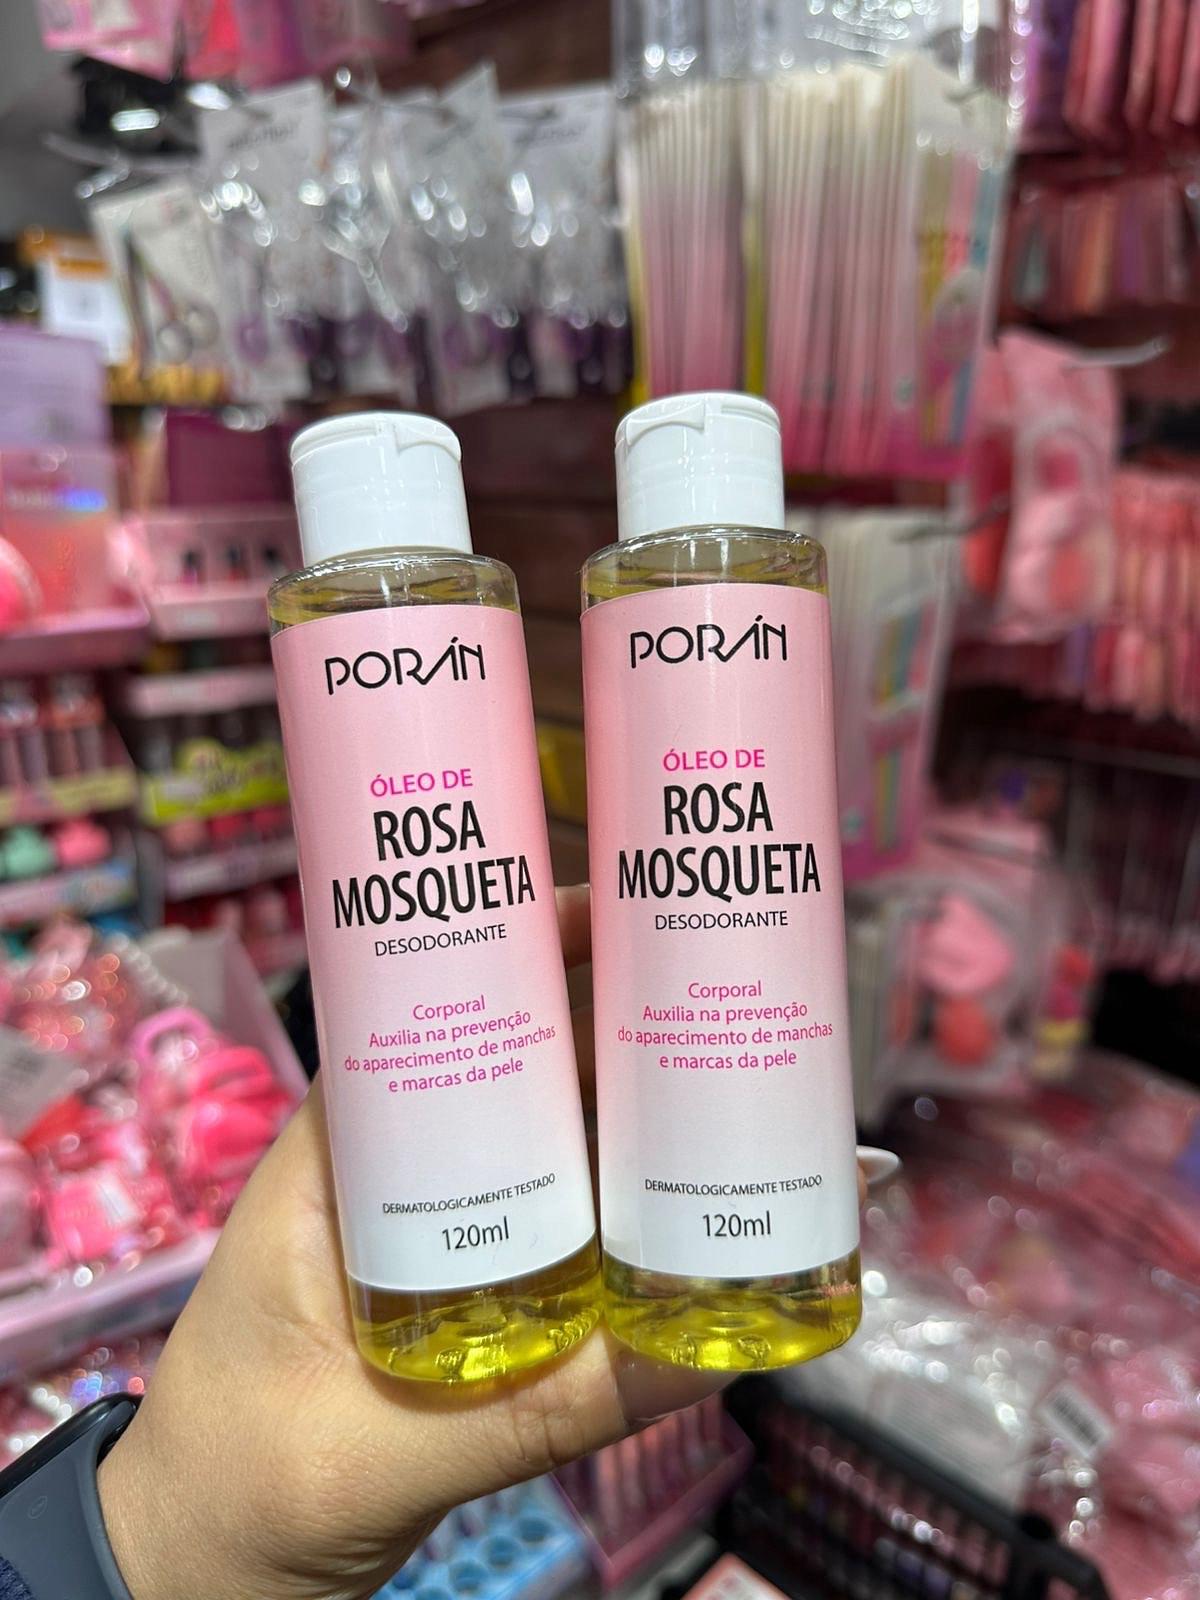 PORÁN
ÓLEO DE
ROSA
MOSQUETA
DESODORANTE
Corporal
Auxilia na prevenção
do aparecimento de manchas
e marcas da pele
DERMATOLOGICAMENTE TESTADO
120ml
PORÁN
ÓLEO DE
ROSA
MOSQUETA
DESODORANTE
Corporal
Auxilia na prevenção
do aparecimento de manchas
e marcas da pele
DERMATOLOGICAMENTE TESTADO
120ml